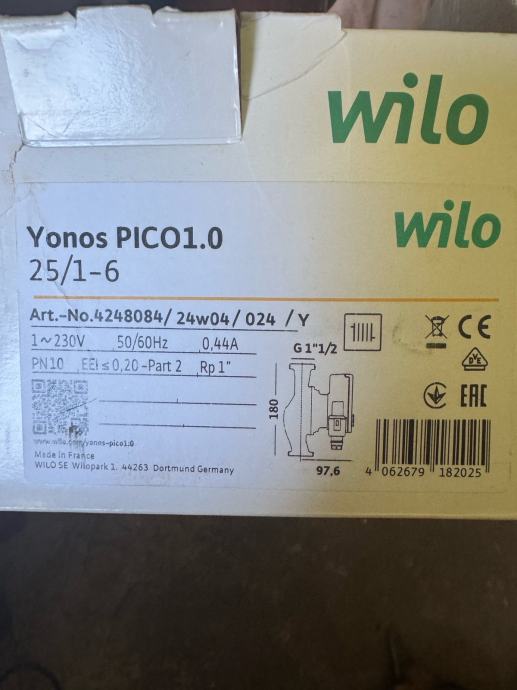 wilo
wilo
Yonos PICO1.0
25/1-6
Art.-No.4248084/ 24w04/ 024 / Y
1~230V 50/60Hz 0,44A
PN10 EEI ≤ 0,20 -Part 2 Rp 1"
G 1"1/2
180
97,6
www.wilo.com/yonos-pico1.0
Made in France
WILO SE Wilopark 1. 44263 Dortmund Germany
CE
DVE
EAC
4 062679 182025